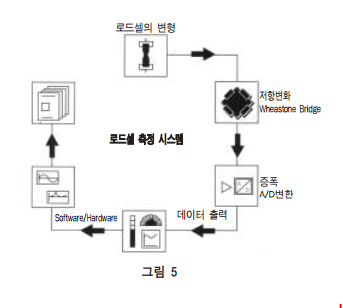 로드셀의 변형
저항변화
Wheastone Bridge
로드셀 측정 시스템
증폭
A/D변환
Software/Hardware
데이터 출력
그림 5